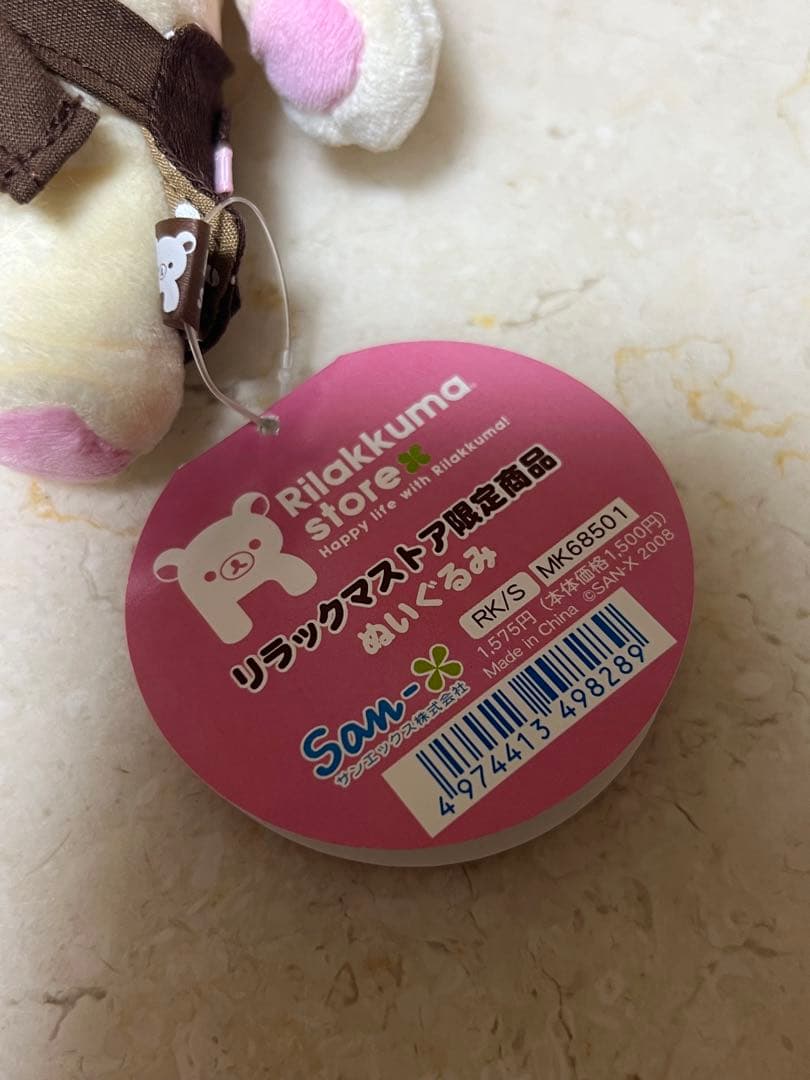 Rilakkuma
store
Happy life with Rilakkuma!
リラックマストア限定商品
ぬいぐるみ
RK/S MK68501
1,575円(本体価格1,500円)
Made in China ©SAN-X 2008
San-X
サンエックス株式会社
4 974413 498289